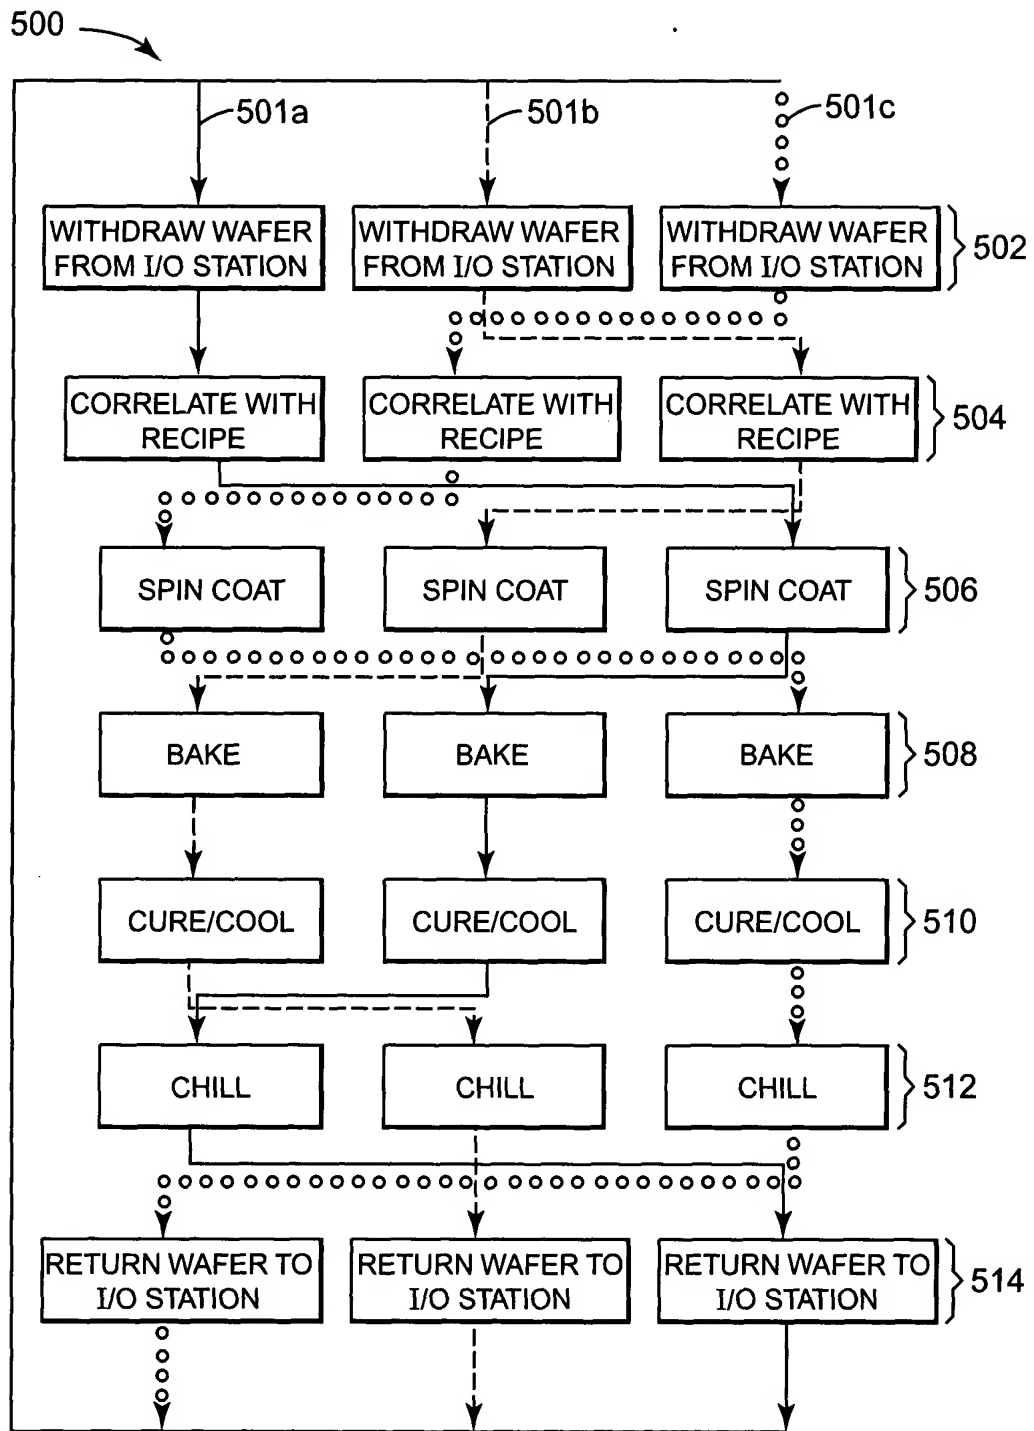 500
501a
501b
501c
WITHDRAW WAFER
FROM I/O STATION
WITHDRAW WAFER
FROM I/O STATION
WITHDRAW WAFER
FROM I/O STATION
502
CORRELATE WITH
RECIPE
CORRELATE WITH
RECIPE
CORRELATE WITH
RECIPE
504
SPIN COAT
SPIN COAT
SPIN COAT
506
BAKE
BAKE
BAKE
508
CURE/COOL
CURE/COOL
CURE/COOL
510
CHILL
CHILL
CHILL
512
RETURN WAFER TO
I/O STATION
RETURN WAFER TO
I/O STATION
RETURN WAFER TO
I/O STATION
514